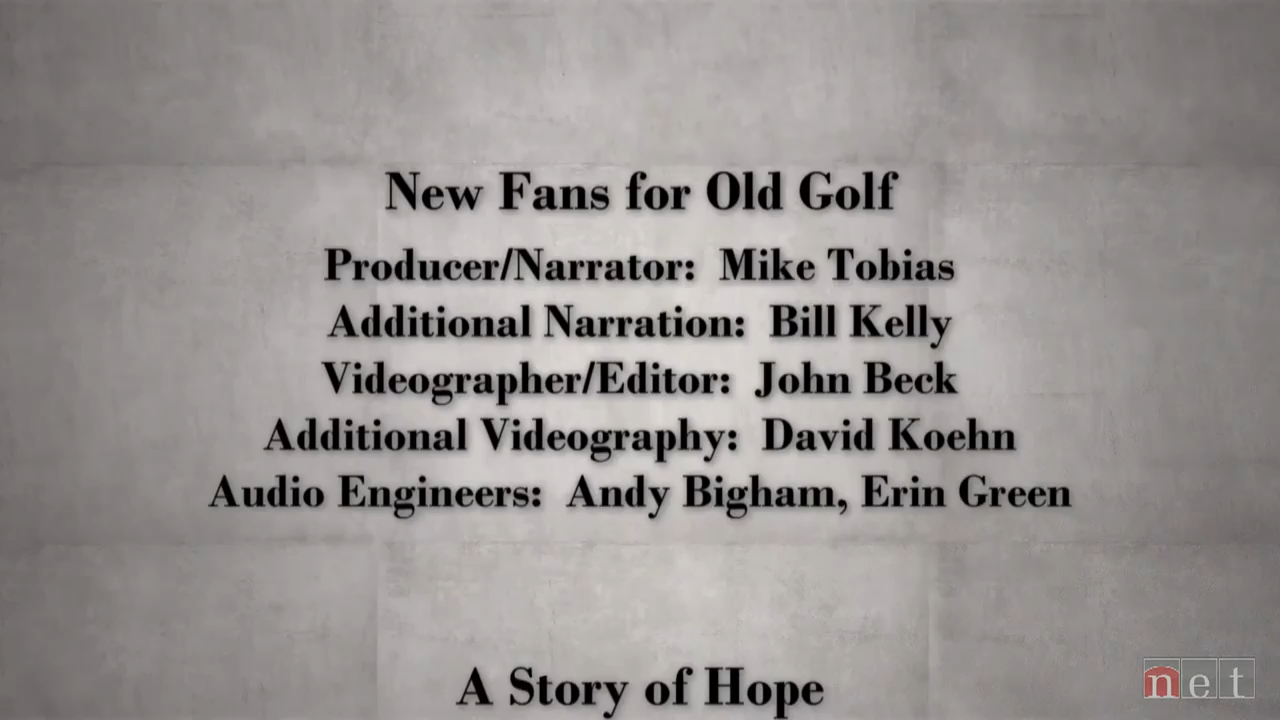 New Fans for Old Golf
Producer/Narrator: Mike Tobias
Additional Narration: Bill Kelly
Videographer/Editor: John Beck
Additional Videography: David Koehn
Audio Engineers: Andy Bigham, Erin Green
A Story of Hope
net